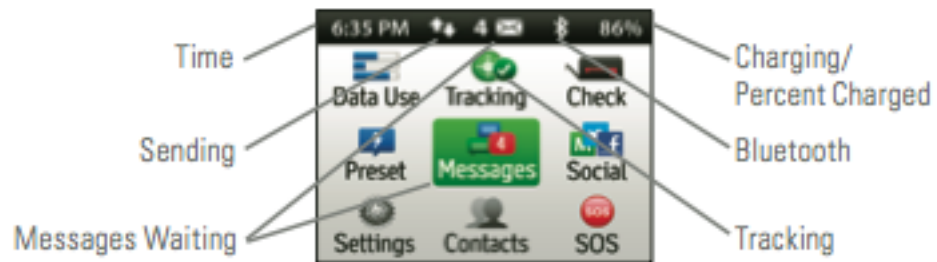 6:35 PM 4 86%
Time
Charging/
Percent Charged
Data Use Tracking Check
Sending
Bluetooth
4
Preset Messages Social
Messages Waiting
Tracking
SOS
Settings Contacts SOS